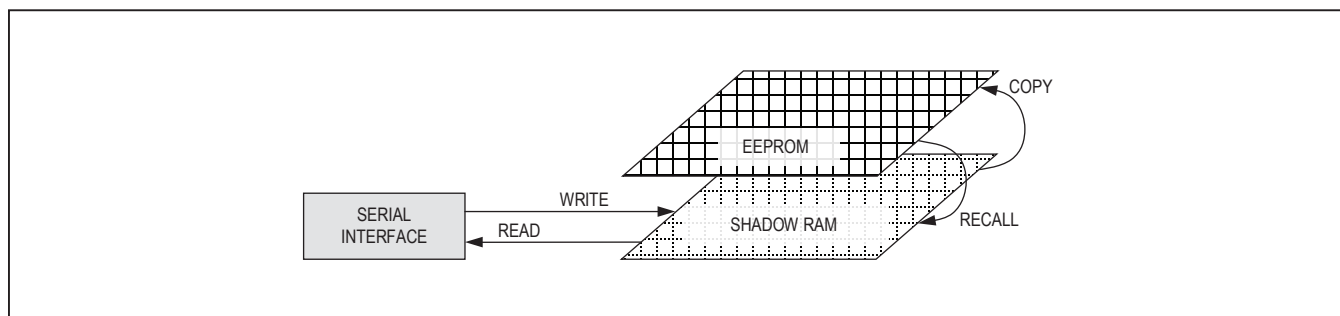 COPY
EEPROM
WRITE
SERIAL
INTERFACE
SHADOW RAM
RECALL
READ